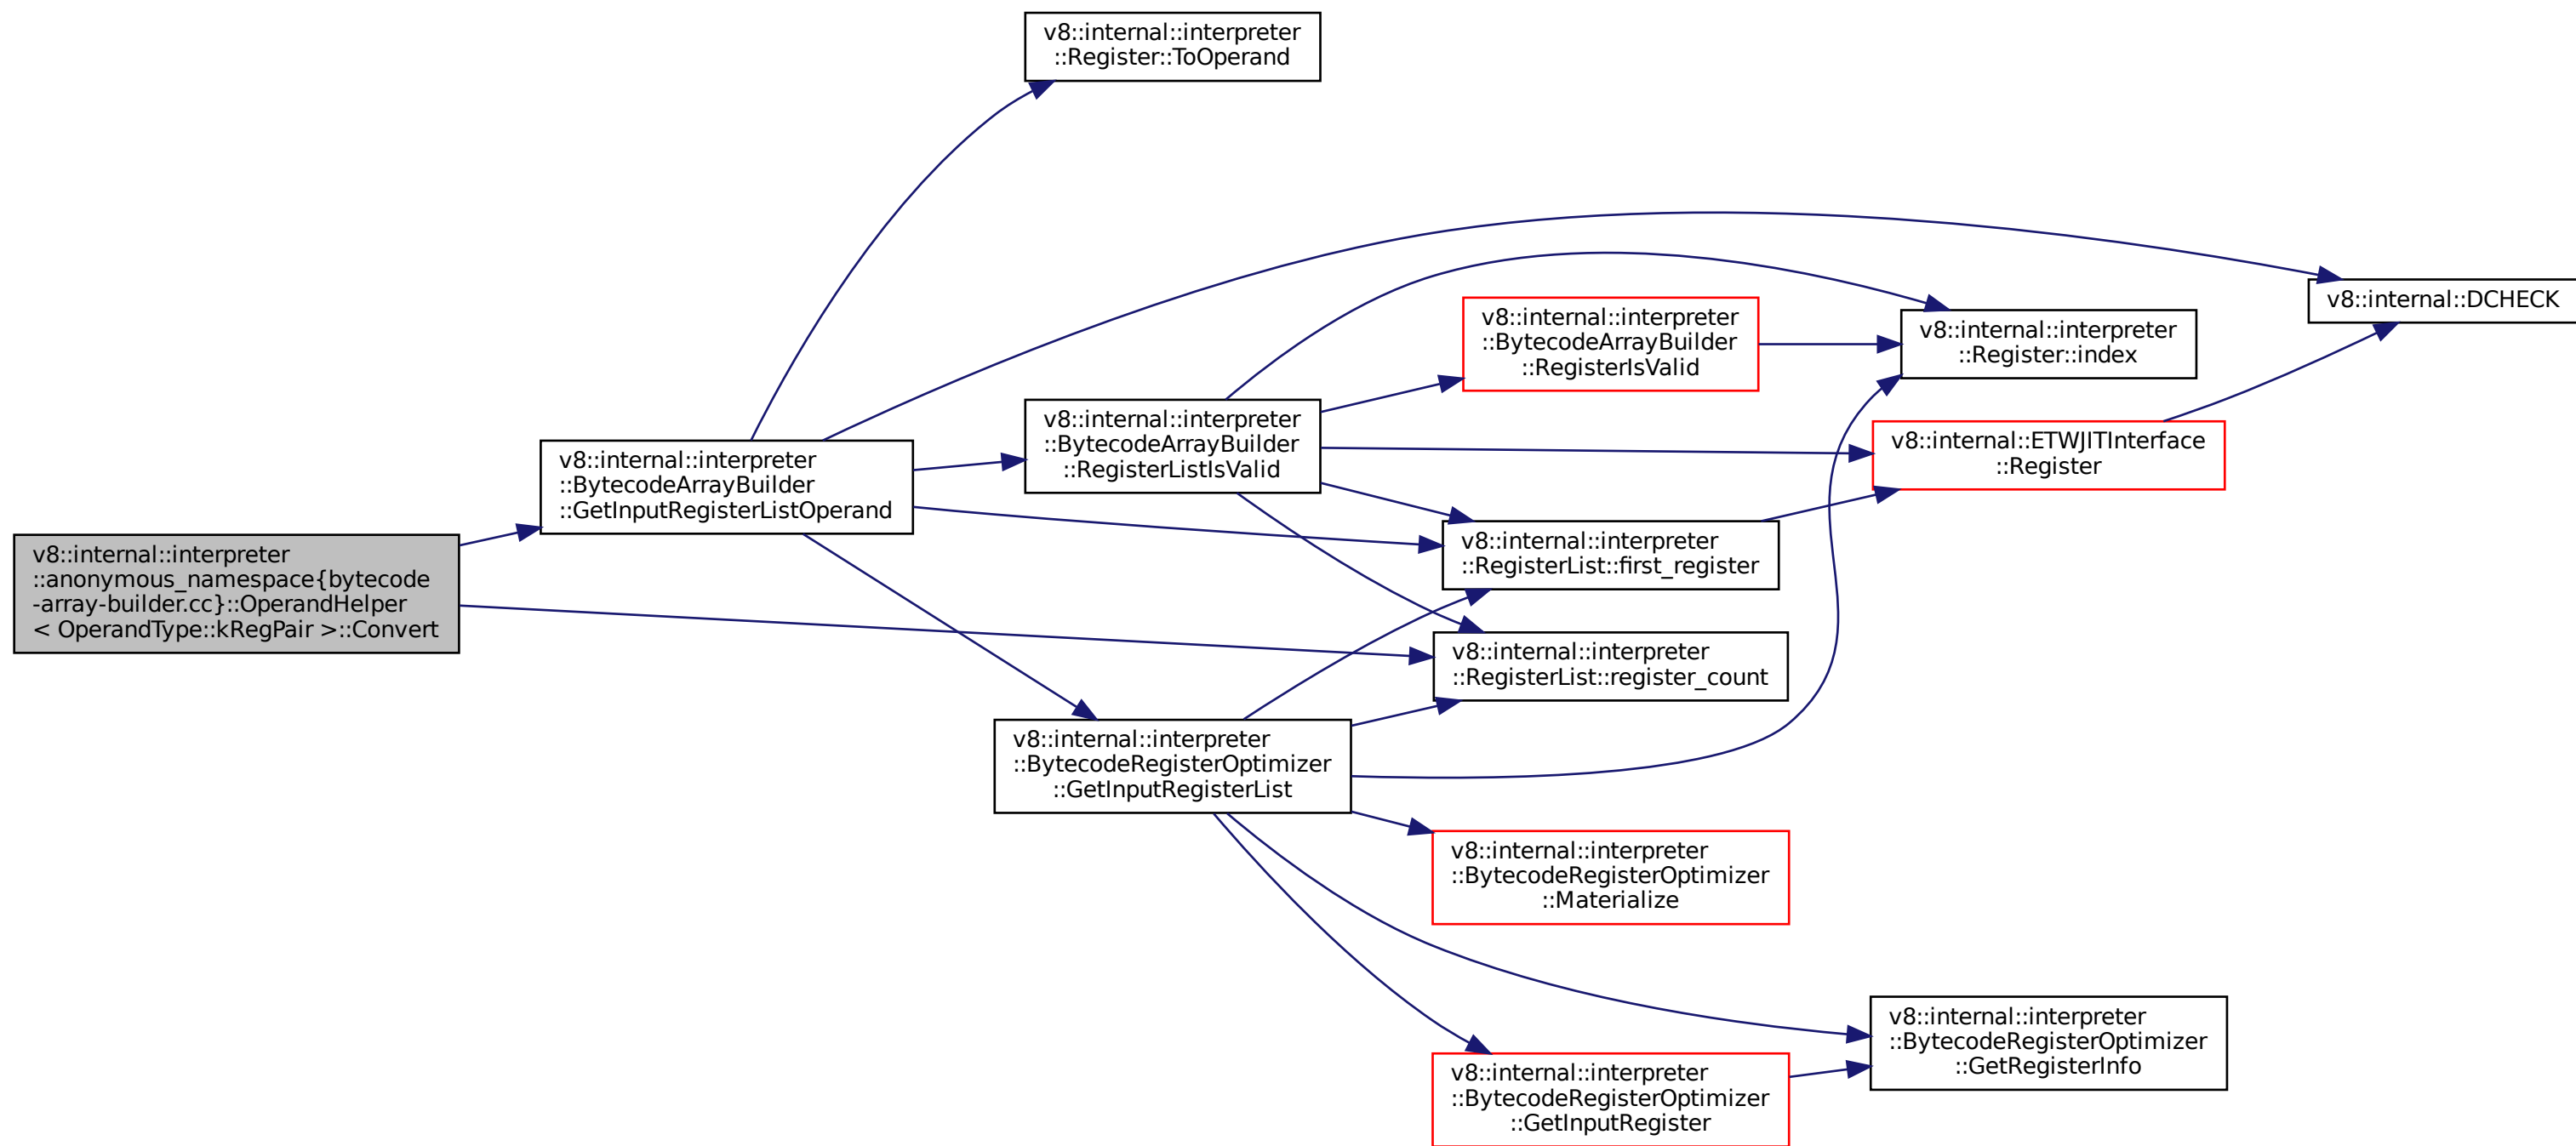 v8::internal::interpreter
::Register::ToOperand
v8::internal::DCHECK
v8::internal::interpreter
::BytecodeArrayBuilder
::RegisterIsValid
v8::internal::interpreter
::Register::index
v8::internal::interpreter
::BytecodeArrayBuilder
::RegisterListIsValid
v8::internal::ETWJITInterface
::Register
v8::internal::interpreter
::BytecodeArrayBuilder
::GetInputRegisterListOperand
v8::internal::interpreter
::RegisterList::first_register
v8::internal::interpreter
::anonymous_namespace{bytecode
-array-builder.cc}::OperandHelper
< OperandType::kRegPair >::Convert
v8::internal::interpreter
::RegisterList::register_count
v8::internal::interpreter
::BytecodeRegisterOptimizer
::GetInputRegisterList
v8::internal::interpreter
::BytecodeRegisterOptimizer
::Materialize
v8::internal::interpreter
::BytecodeRegisterOptimizer
::GetRegisterInfo
v8::internal::interpreter
::BytecodeRegisterOptimizer
::GetInputRegister